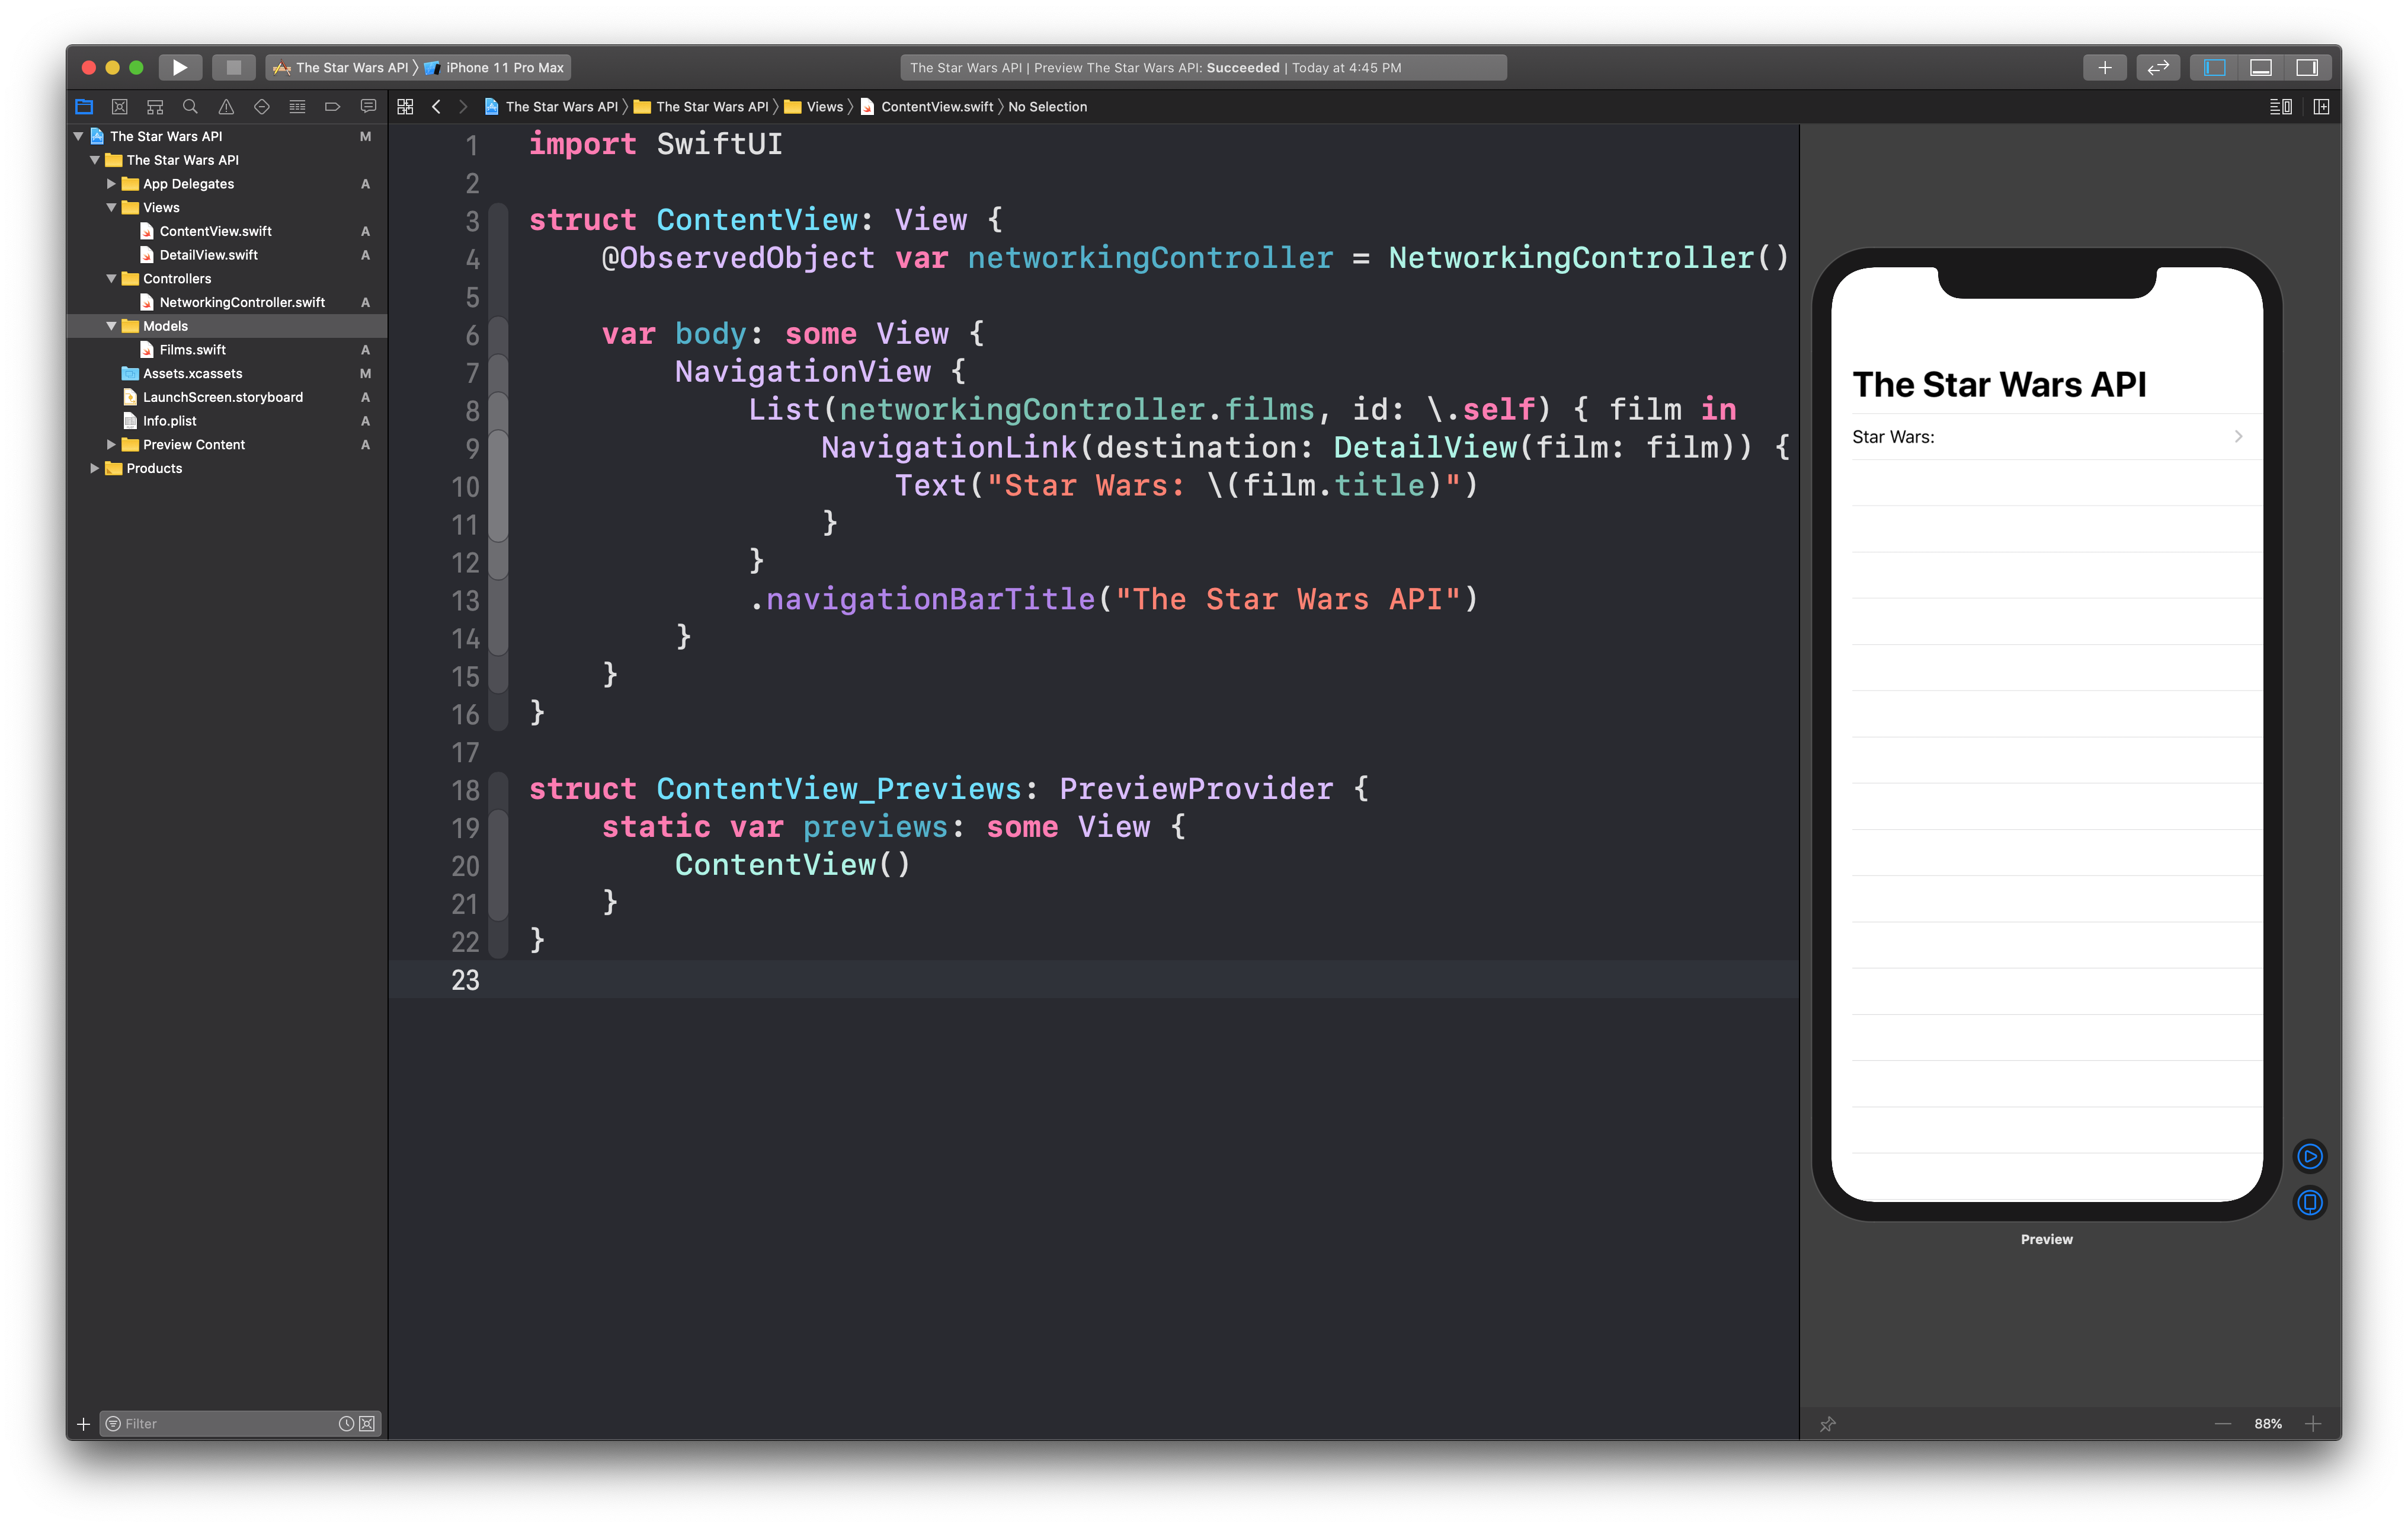 The Star Wars API iPhone 11 Pro Max
The Star Wars API | Preview The Star Wars API: Succeeded | Today at 4:45 PM
The Star Wars API The Star Wars API Views ContentView.swift No Selection
The Star Wars API M
The Star Wars API
App Delegates A
Views
ContentView.swift A
DetailView.swift A
Controllers
NetworkingController.swift A
Models
Films.swift A
Assets.xcassets M
LaunchScreen.storyboard A
Info.plist A
Preview Content A
Products
Filter
1 import SwiftUI
2
3 struct ContentView: View {
4     @ObservedObject var networkingController = NetworkingController()
5
6     var body: some View {
7         NavigationView {
8             List(networkingController.films, id: \.self) { film in
9                 NavigationLink(destination: DetailView(film: film)) {
10                     Text("Star Wars: \(film.title)")
11                 }
12             }
13             .navigationBarTitle("The Star Wars API")
14         }
15     }
16 }
17
18 struct ContentView_Previews: PreviewProvider {
19     static var previews: some View {
20         ContentView()
21     }
22 }
23
The Star Wars API
Star Wars:
Preview
88%